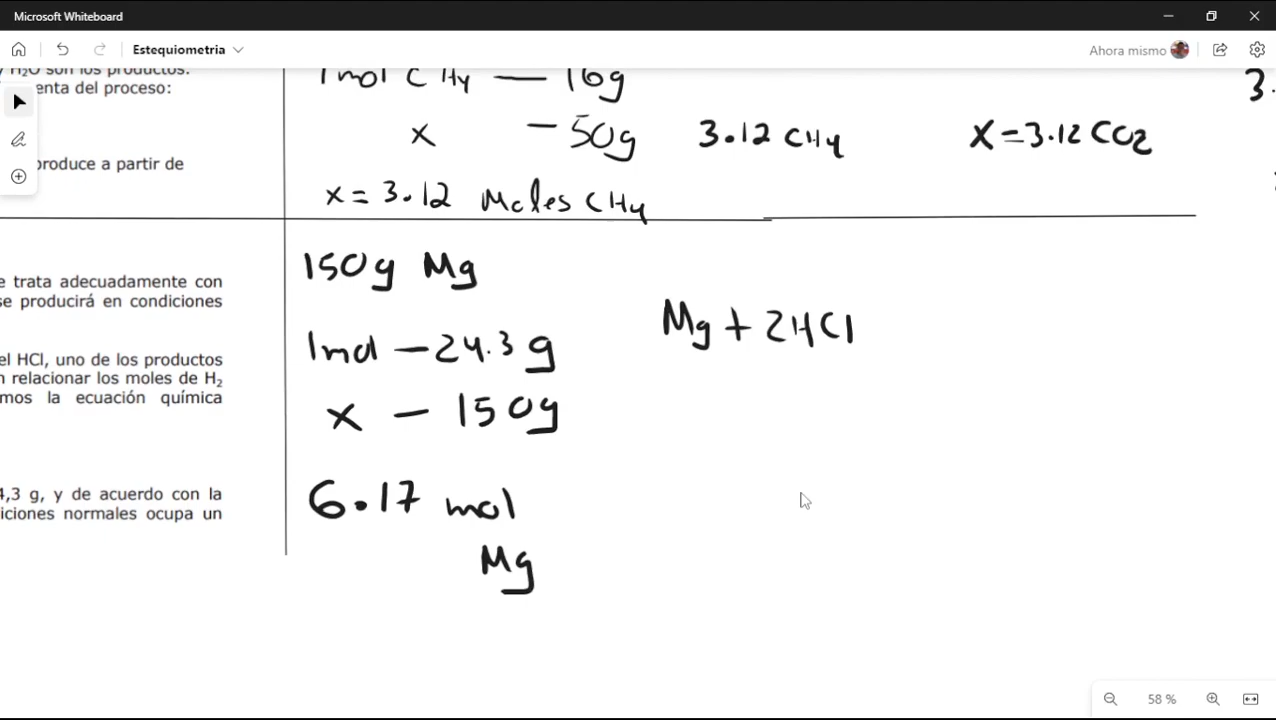 Microsoft Whiteboard
Estequiometria
Ahora mismo
y H₂O son los productos.
enta del proceso:
produce a partir de
1mol CH4 — 16g
x — 50g
3.12 CH4
x = 3.12 CO2
3.
x = 3.12 Moles CH4
e trata adecuadamente con
se producirá en condiciones
el HCl, uno de los productos
n relacionar los moles de H₂
mos la ecuación química
4,3 g, y de acuerdo con la
diciones normales ocupa un
150g Mg
1mol — 24.3 g
x — 150g
6.17 mol
Mg
Mg + 2HCl
58 %